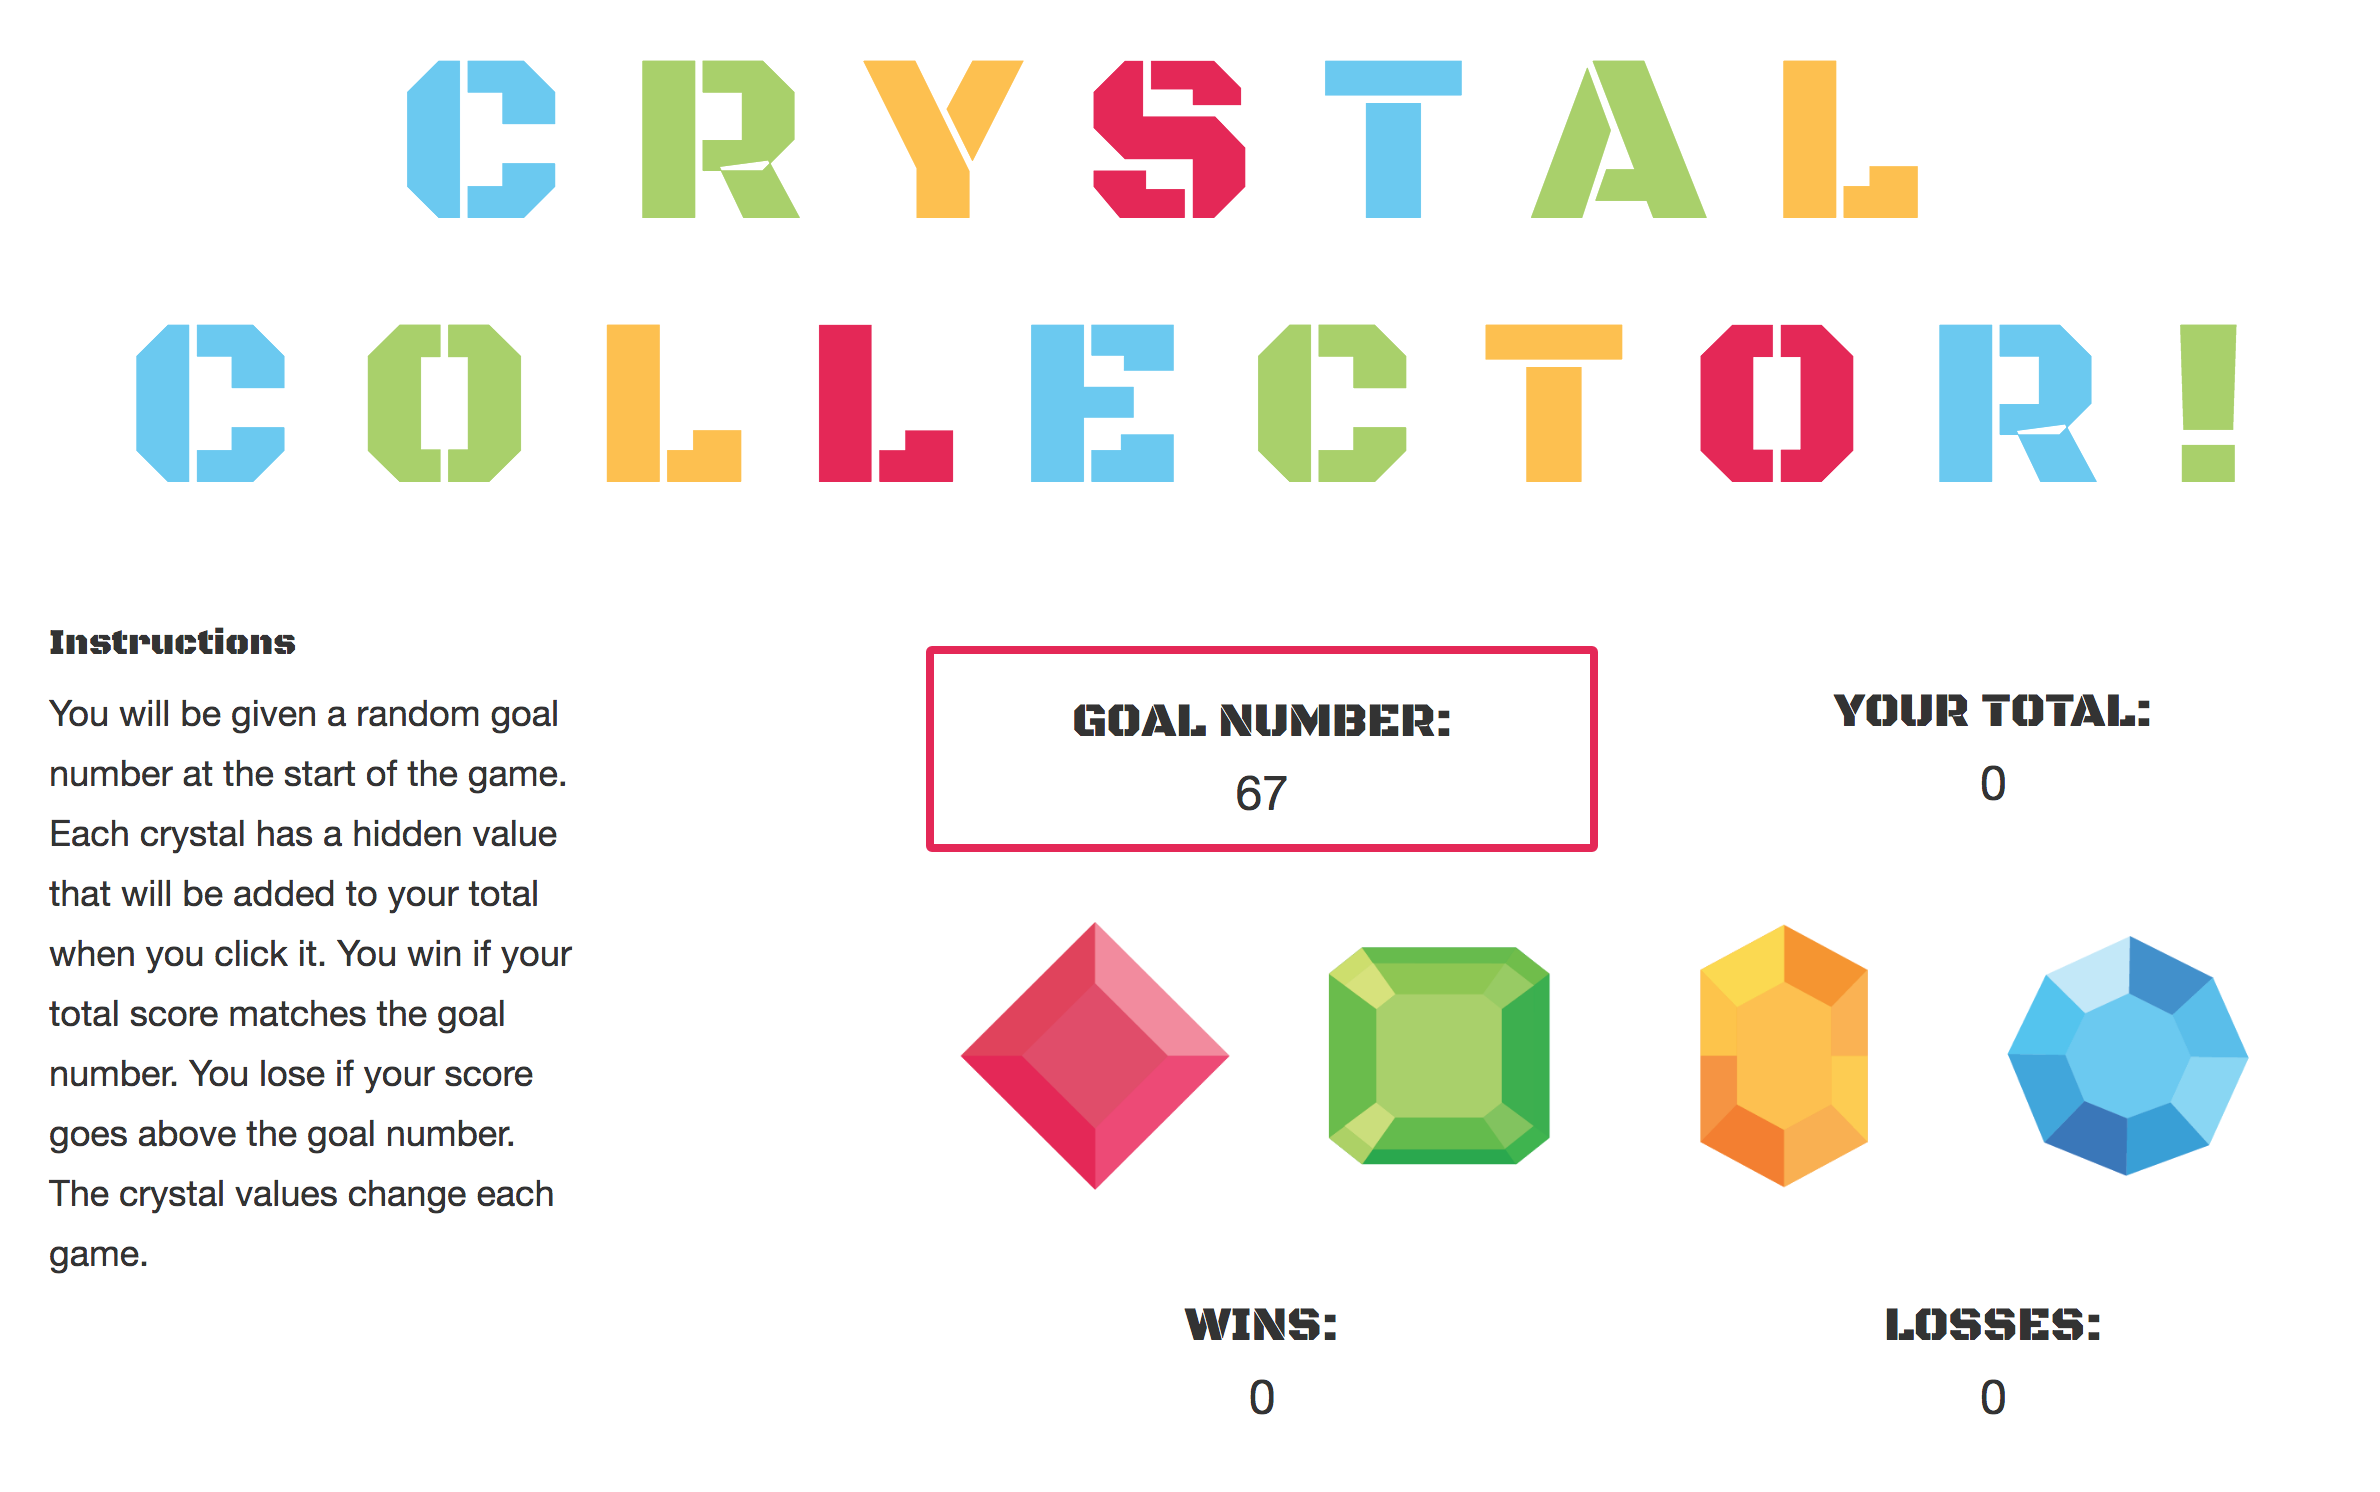 CRYSTAL
COLLECTOR!
Instructions
You will be given a random goal
number at the start of the game.
Each crystal has a hidden value
that will be added to your total
when you click it. You win if your
total score matches the goal
number. You lose if your score
goes above the goal number.
The crystal values change each
game.
GOAL NUMBER:
67
YOUR TOTAL:
0
WINS:
0
LOSSES:
0